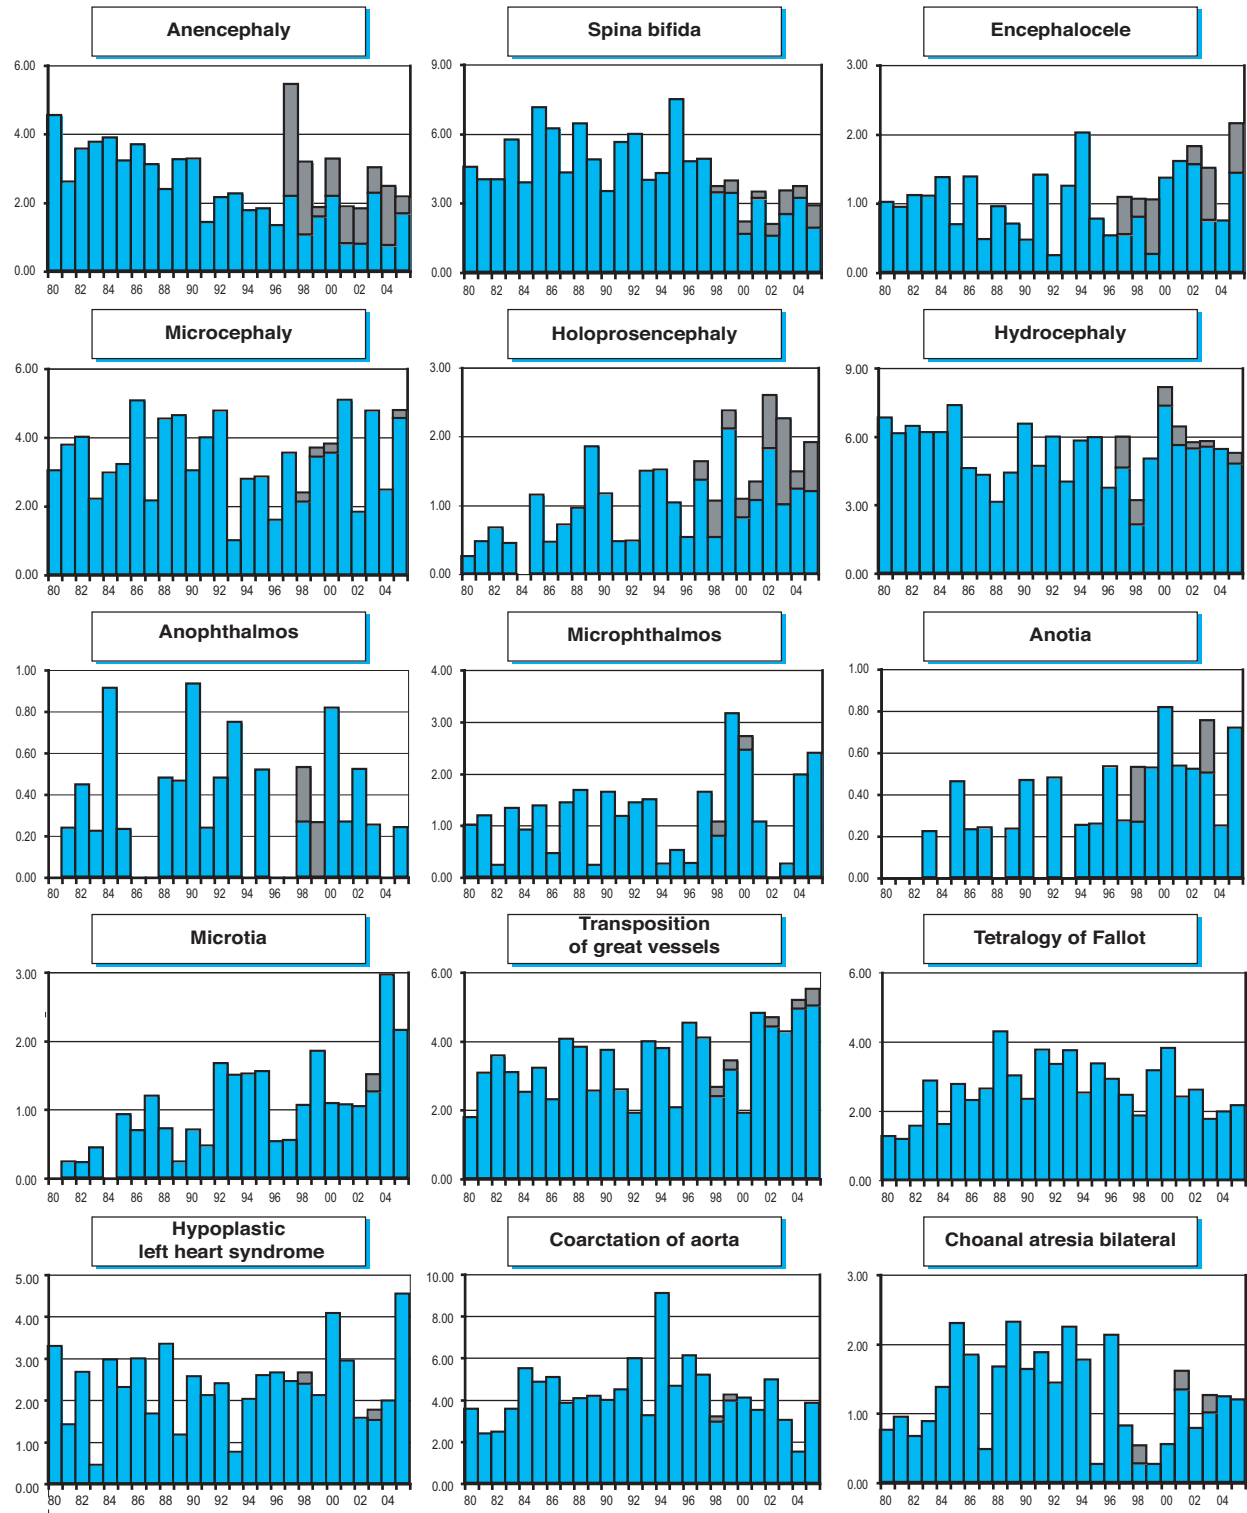 Anencephaly
6.00
4.00
2.00
0.00
80 82 84 86 88 90 92 94 96 98 00 02 04
Spina bifida
9.00
6.00
3.00
0.00
80 82 84 86 88 90 92 94 96 98 00 02 04
Encephalocele
3.00
2.00
1.00
0.00
80 82 84 86 88 90 92 94 96 98 00 02 04
Microcephaly
6.00
4.00
2.00
0.00
80 82 84 86 88 90 92 94 96 98 00 02 04
Holoprosencephaly
3.00
2.00
1.00
0.00
80 82 84 86 88 90 92 94 96 98 00 02 04
Hydrocephaly
9.00
6.00
3.00
0.00
80 82 84 86 88 90 92 94 96 98 00 02 04
Anophthalmos
1.00
0.80
0.60
0.40
0.20
0.00
80 82 84 86 88 90 92 94 96 98 00 02 04
Microphthalmos
4.00
3.00
2.00
1.00
0.00
80 82 84 86 88 90 92 94 96 98 00 02 04
Anotia
1.00
0.80
0.60
0.40
0.20
0.00
80 82 84 86 88 90 92 94 96 98 00 02 04
Microtia
3.00
2.00
1.00
0.00
80 82 84 86 88 90 92 94 96 98 00 02 04
Transposition
of great vessels
6.00
4.00
2.00
0.00
80 82 84 86 88 90 92 94 96 98 00 02 04
Tetralogy of Fallot
6.00
4.00
2.00
0.00
80 82 84 86 88 90 92 94 96 98 00 02 04
Hypoplastic
left heart syndrome
5.00
4.00
3.00
2.00
1.00
0.00
80 82 84 86 88 90 92 94 96 98 00 02 04
Coarctation of aorta
10.00
8.00
6.00
4.00
2.00
0.00
80 82 84 86 88 90 92 94 96 98 00 02 04
Choanal atresia bilateral
3.00
2.00
1.00
0.00
80 82 84 86 88 90 92 94 96 98 00 02 04